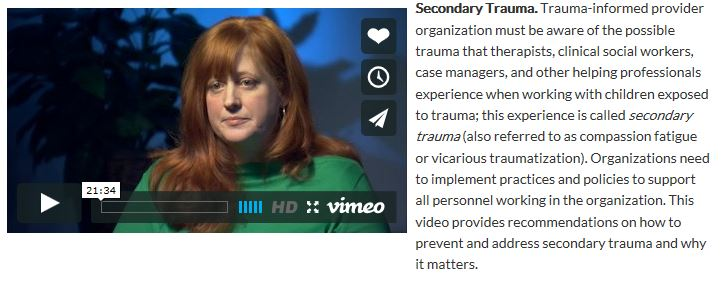 21:34
HD
vimeo
Secondary Trauma. Trauma-informed provider
organization must be aware of the possible
trauma that therapists, clinical social workers,
case managers, and other helping professionals
experience when working with children exposed
to trauma; this experience is called secondary
trauma (also referred to as compassion fatigue
or vicarious traumatization). Organizations need
to implement practices and policies to support
all personnel working in the organization. This
video provides recommendations on how to
prevent and address secondary trauma and why
it matters.